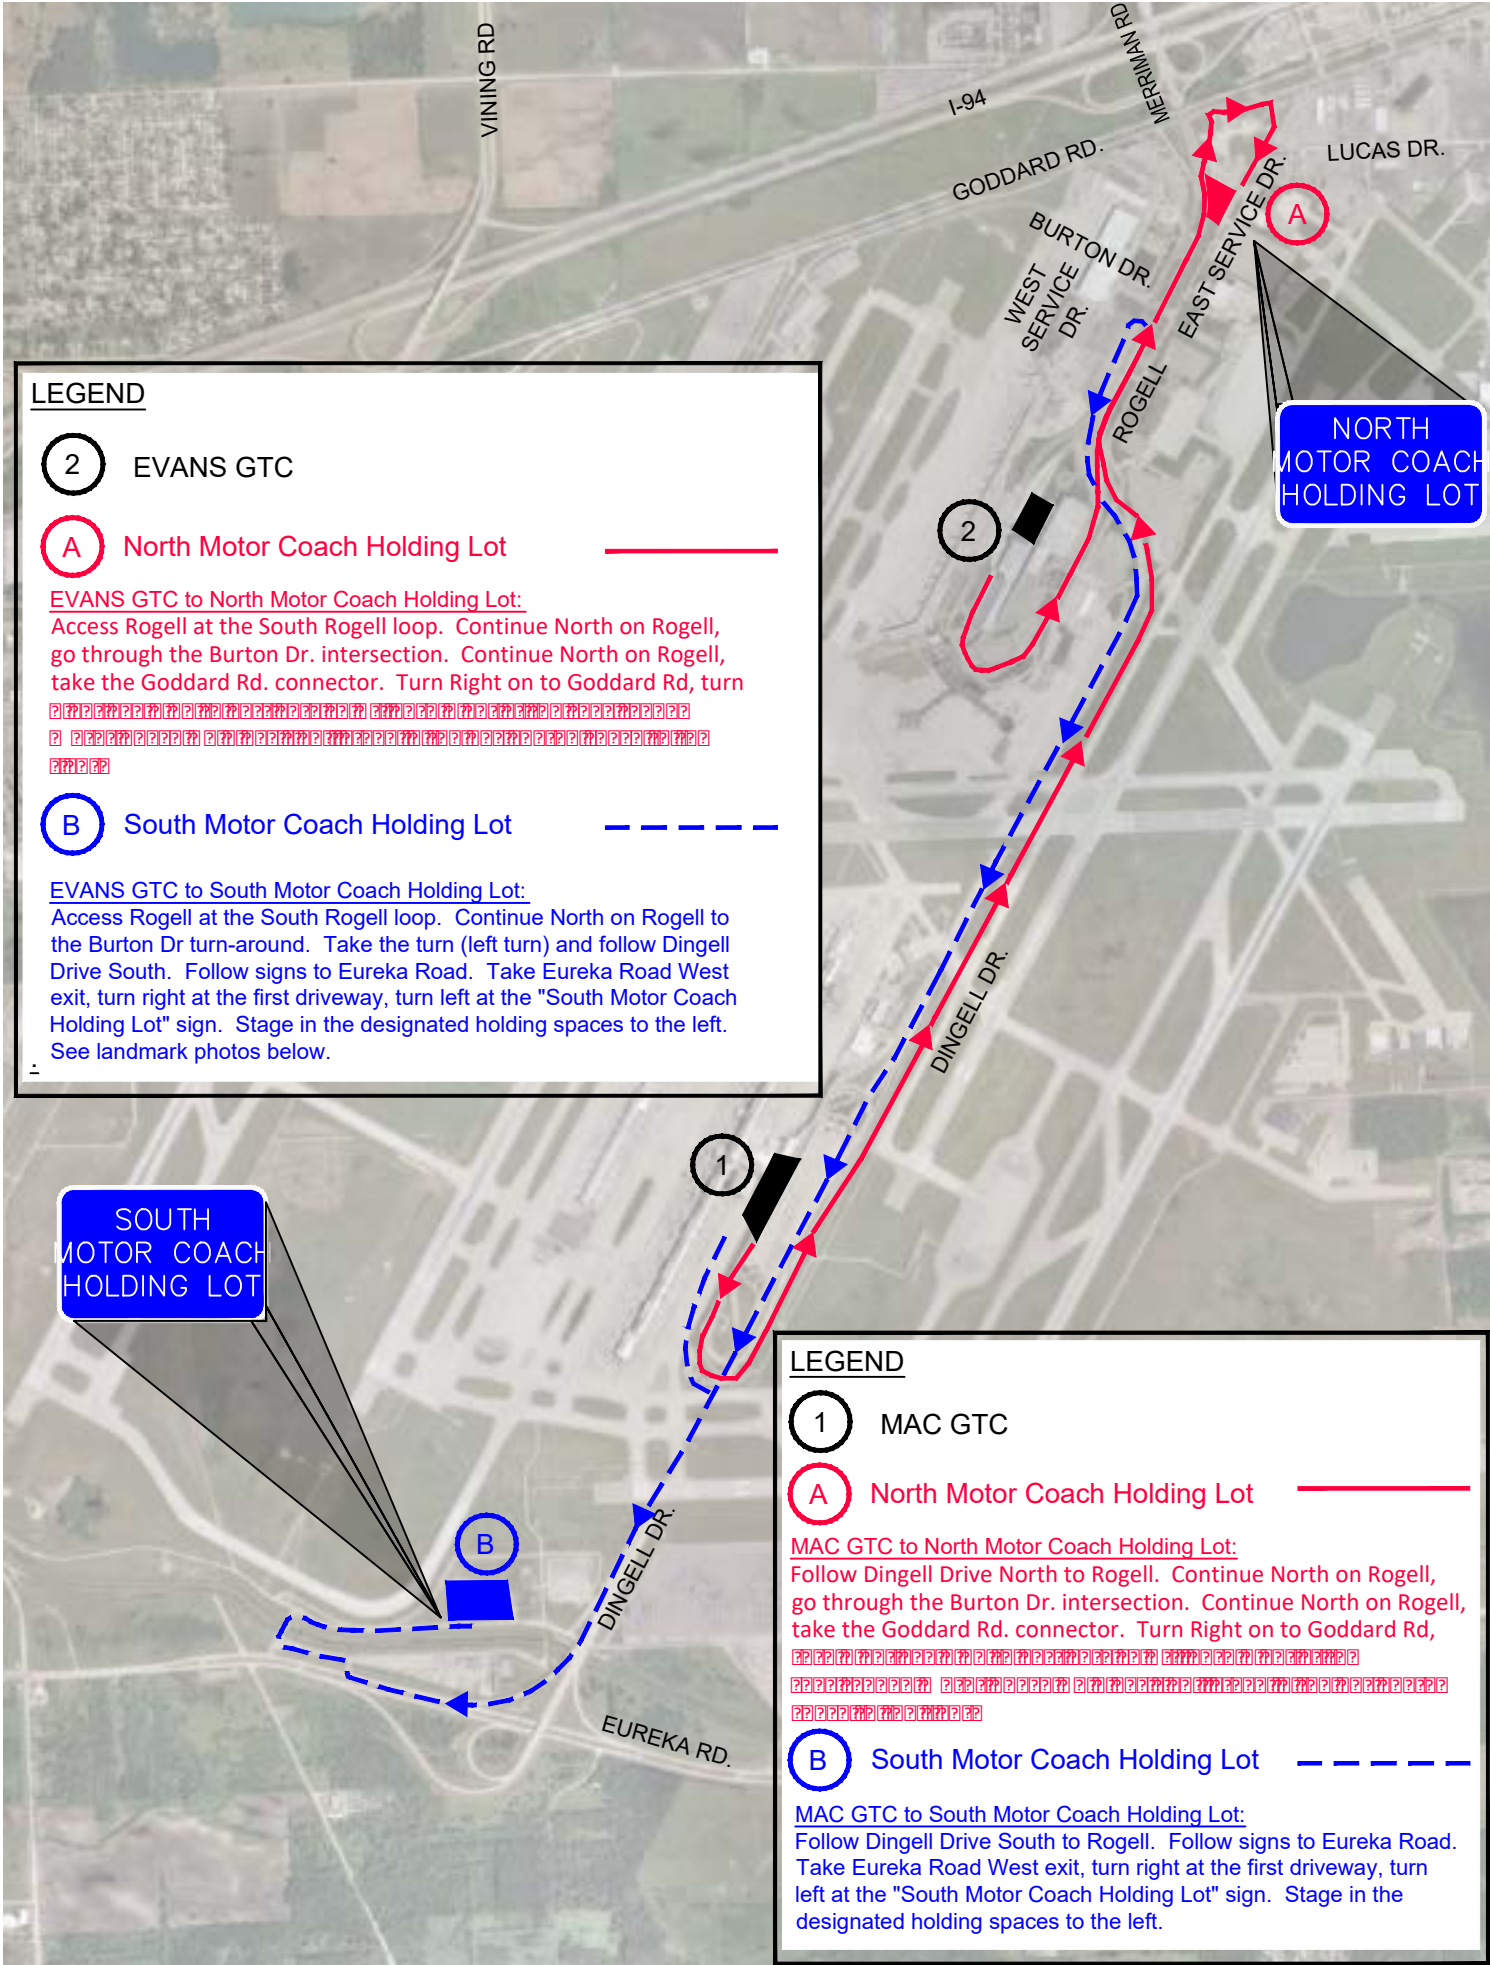 VINING RD
I-94
MERRIMAN RD
GODDARD RD.
LUCAS DR.
BURTON DR.
WEST
SERVICE
DR.
EAST SERVICE DR.
A
ROGELL
NORTH
MOTOR COACH
HOLDING LOT
2
LEGEND
2 EVANS GTC
A North Motor Coach Holding Lot
EVANS GTC to North Motor Coach Holding Lot:
Access Rogell at the South Rogell loop. Continue North on Rogell,
go through the Burton Dr. intersection. Continue North on Rogell,
take the Goddard Rd. connector. Turn Right on to Goddard Rd, turn
B South Motor Coach Holding Lot
EVANS GTC to South Motor Coach Holding Lot:
Access Rogell at the South Rogell loop. Continue North on Rogell to
the Burton Dr turn-around. Take the turn (left turn) and follow Dingell
Drive South. Follow signs to Eureka Road. Take Eureka Road West
exit, turn right at the first driveway, turn left at the "South Motor Coach
Holding Lot" sign. Stage in the designated holding spaces to the left.
See landmark photos below.
.
DINGELL DR.
1
SOUTH
MOTOR COACH
HOLDING LOT
B
DINGELL DR.
EUREKA RD.
LEGEND
1 MAC GTC
A North Motor Coach Holding Lot
MAC GTC to North Motor Coach Holding Lot:
Follow Dingell Drive North to Rogell. Continue North on Rogell,
go through the Burton Dr. intersection. Continue North on Rogell,
take the Goddard Rd. connector. Turn Right on to Goddard Rd,
B South Motor Coach Holding Lot
MAC GTC to South Motor Coach Holding Lot:
Follow Dingell Drive South to Rogell. Follow signs to Eureka Road.
Take Eureka Road West exit, turn right at the first driveway, turn
left at the "South Motor Coach Holding Lot" sign. Stage in the
designated holding spaces to the left.